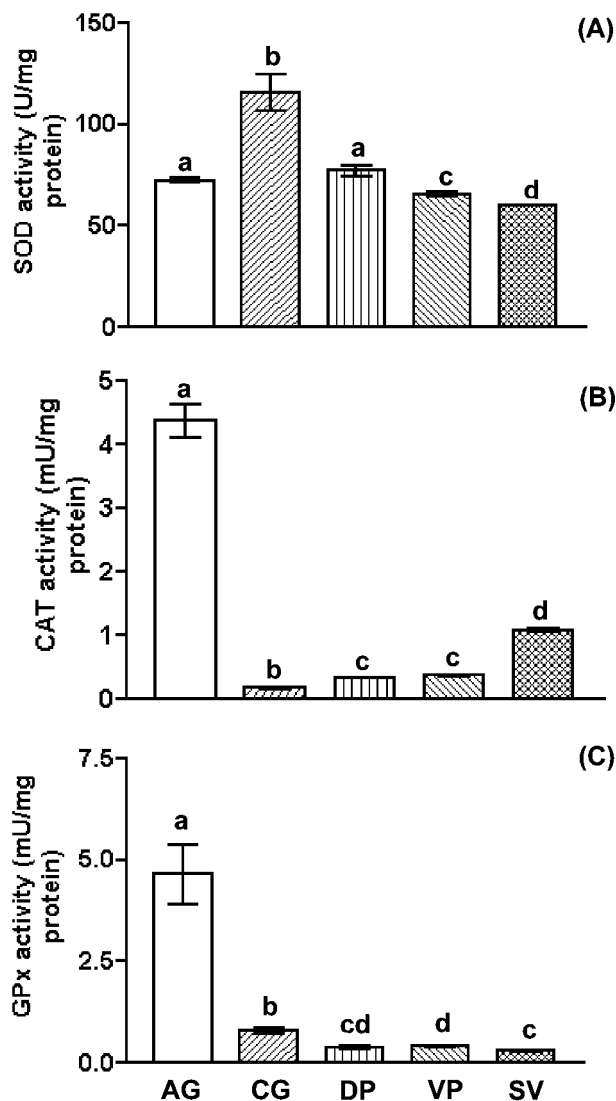 (A)
SOD activity (U/mg
protein)
150
100
50
0
a
b
a
c
d
(B)
CAT activity (mU/mg
protein)
5
4
3
2
1
0
a
b
c
c
d
(C)
GPx activity (mU/mg
protein)
7.5
5.0
2.5
0.0
a
b
cd
d
c
AG CG DP VP SV